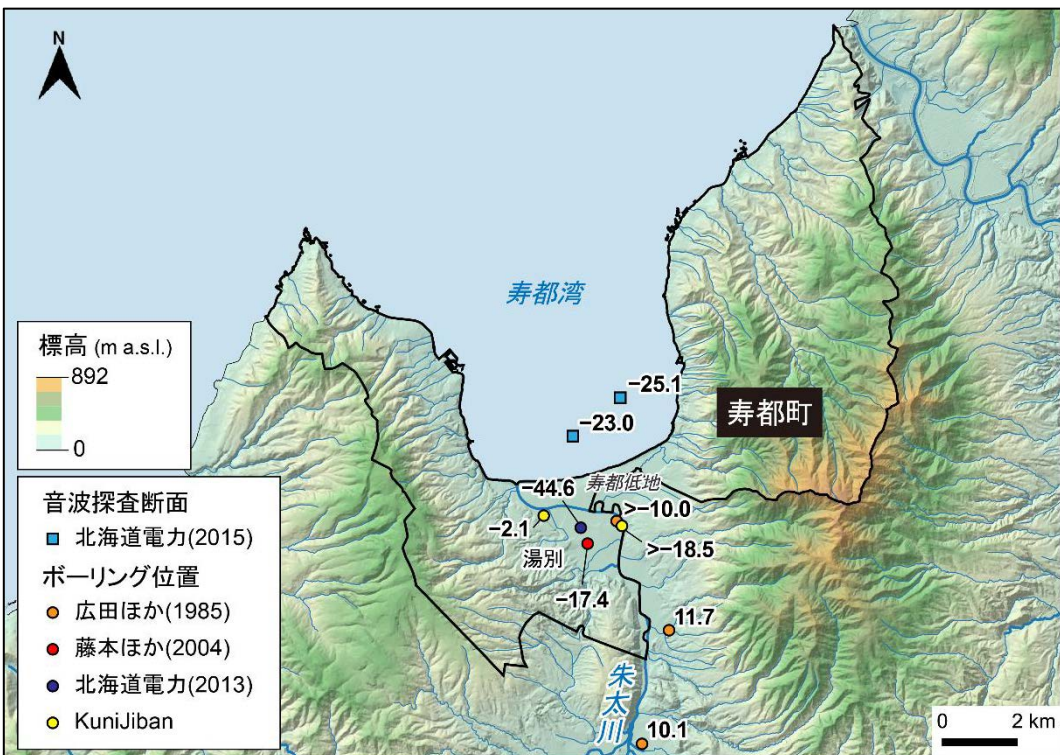 N
寿都湾
標高 (m a.s.l.)
892
0
−25.1
−23.0
寿都町
−44.6
寿都低地
>−10.0
−2.1
>−18.5
湯別
−17.4
11.7
朱太川
10.1
音波探査断面
北海道電力(2015)
ボーリング位置
広田ほか(1985)
藤本ほか(2004)
北海道電力(2013)
KuniJiban
0 2 km